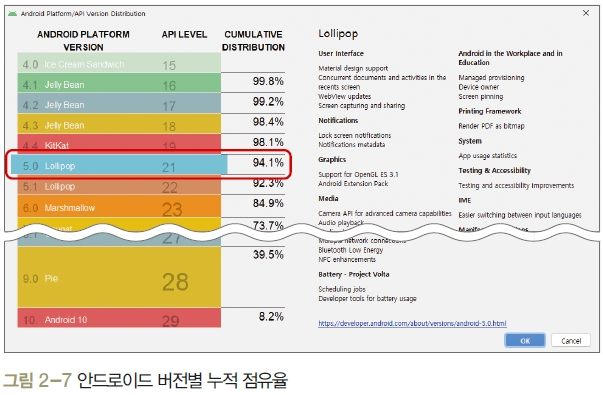 Android Platform/API Version Distribution
ANDROID PLATFORM VERSION
API LEVEL
CUMULATIVE DISTRIBUTION
4.0 Ice Cream Sandwich 15
4.1 Jelly Bean 16 99.8%
4.2 Jelly Bean 17 99.2%
4.3 Jelly Bean 18 98.4%
4.4 KitKat 19 98.1%
5.0 Lollipop 21 94.1%
5.1 Lollipop 22 92.3%
6.0 Marshmallow 23 84.9%
73.7%
27
39.5%
9.0 Pie 28
10. Android 10 29 8.2%
Lollipop
User Interface
Material design support
Concurrent documents and activities in the
recents screen
WebView updates
Screen capturing and sharing
Notifications
Lock screen notifications
Notifications metadata
Graphics
Support for OpenGL ES 3.1
Android Extension Pack
Media
Camera API for advanced camera capabilities
Audio playback
Multiple network connections
Bluetooth Low Energy
NFC enhancements
Battery - Project Volta
Scheduling jobs
Developer tools for battery usage
Android in the Workplace and in
Education
Managed provisioning
Device owner
Screen pinning
Printing Framework
Render PDF as bitmap
System
App usage statistics
Testing & Accessibility
Testing and accessibility improvements
IME
Easier switching between input languages
https://developer.android.com/about/versions/android-5.0.html
OK
Cancel
그림 2-7 안드로이드 버전별 누적 점유율